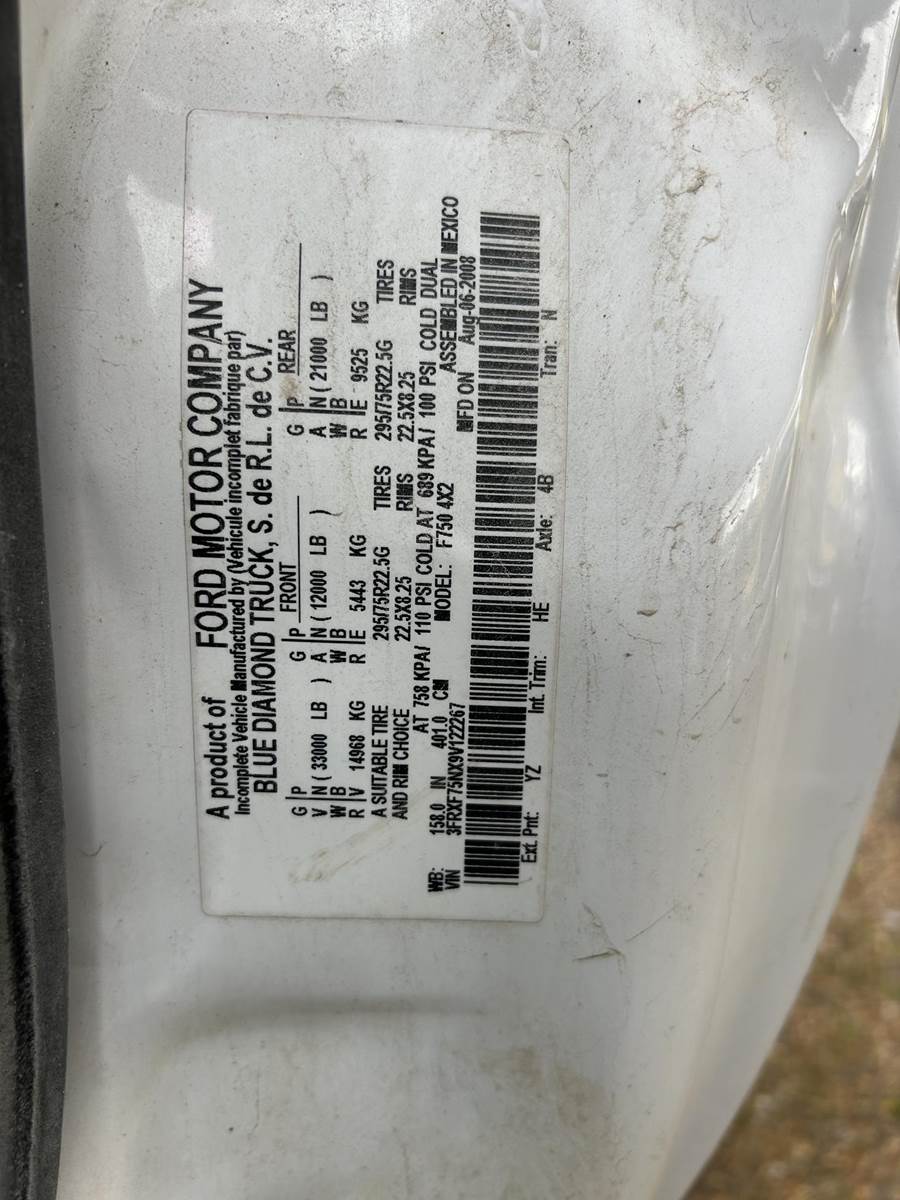 A product of FORD MOTOR COMPANY
Incomplete Vehicle Manufactured by (Vehicule incomplet fabrique par)
BLUE DIAMOND TRUCK, S. de R.L. de C.V.
FRONT REAR
G P G P G P
V N ( 33000 LB ) A N ( 12000 LB ) A N ( 21000 LB )
W B W B W B
R V 14968 KG R E 5443 KG R E 9525 KG
A SUITABLE TIRE 295/75R22.5G TIRES 295/75R22.5G TIRES
AND RIM CHOICE 22.5X8.25 RIMS 22.5X8.25 RIMS
AT 758 KPA/ 110 PSI COLD AT 689 KPA/ 100 PSI COLD DUAL
WB: 158.0 IN 401.0 CM MODEL: F750 4X2 ASSEMBLED IN MEXICO
VIN 3FRXF75NX9V122267 MFD ON Aug-06-2008
Ext. Pnt: YZ Int. Trim: HE Axle: 4B Tran: N